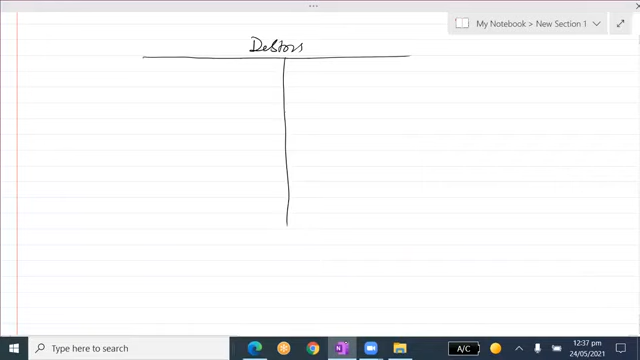 My Notebook > New Section 1
Debtors
Type here to search
A/C
12:37 pm
24/05/2021